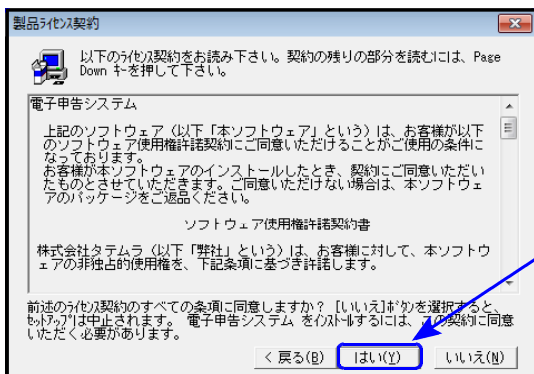 製品ﾗｲｾﾝｽ契約
以下のﾗｲｾﾝｽ契約をお読み下さい。契約の残りの部分を読むには、Page
Down ｷｰを押して下さい。
電子申告システム
上記のソフトウェア（以下「本ソフトウェア」という）は、お客様が以下
のソフトウェア使用権許諾契約にご同意いただけることがご使用の条件に
なっております。
お客様が本ソフトウェアのインストールしたとき、契約にご同意いただい
たものとさせていただきます。ご同意いただけない場合は、本ソフトウェ
アのパッケージをご返品ください。
ソフトウェア使用権許諾契約書
株式会社タテムラ（以下「弊社」という）は、お客様に対して、本ソフトウ
ェアの非独占的使用権を、下記条項に基づき許諾します。
前述のﾗｲｾﾝｽ契約のすべての条項に同意しますか？［いいえ]ﾎﾞﾀﾝを選択すると、
ｾｯﾄｱｯﾌﾟは中止されます。 電子申告システム をｲﾝｽﾄｰﾙするには、この契約に同意
いただく必要があります。
< 戻る(B) はい(Y) いいえ(N)